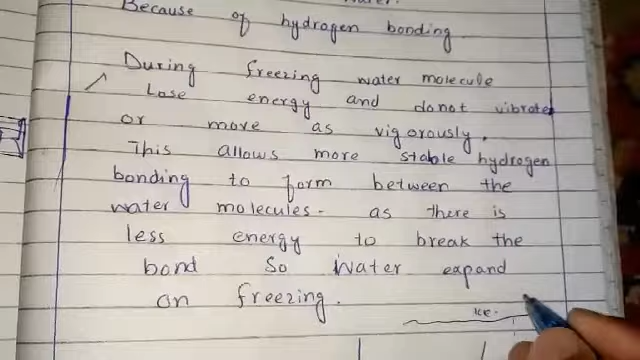 water.
Because of hydrogen bonding.
During freezing water molecule
Lose energy and donot vibrate
or move as vigorously.
This allows more stable hydrogen
bonding to form between the
water molecules - as there is
less energy to break the
bond So Water expand
on freezing.